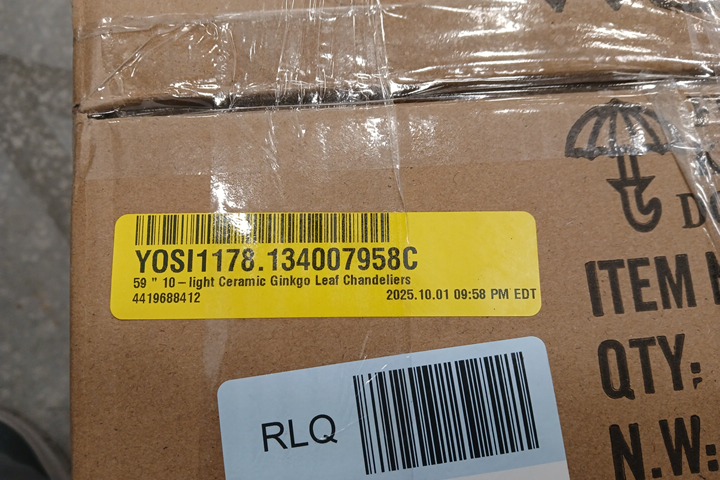 YOSI1178.134007958C
59 " 10-light Ceramic Ginkgo Leaf Chandeliers
4419688412 2025.10.01 09:58 PM EDT
ITEM
QTY:
RLQ
N.W: